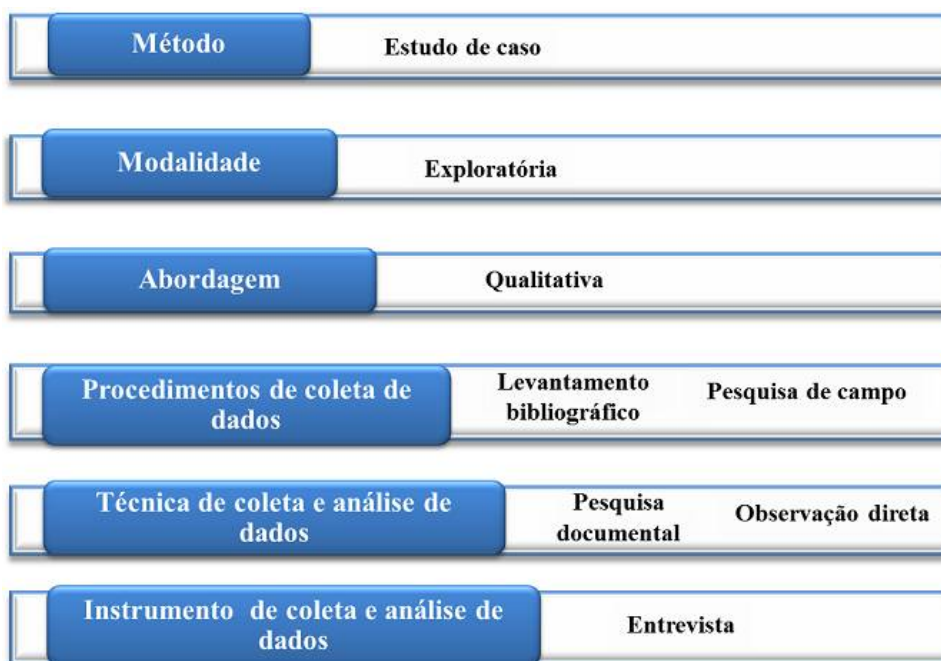 Método
Estudo de caso
Modalidade
Exploratória
Abordagem
Qualitativa
Procedimentos de coleta de
dados
Levantamento
bibliográfico
Pesquisa de campo
Técnica de coleta e análise de
dados
Pesquisa
documental
Observação direta
Instrumento de coleta e análise de
dados
Entrevista